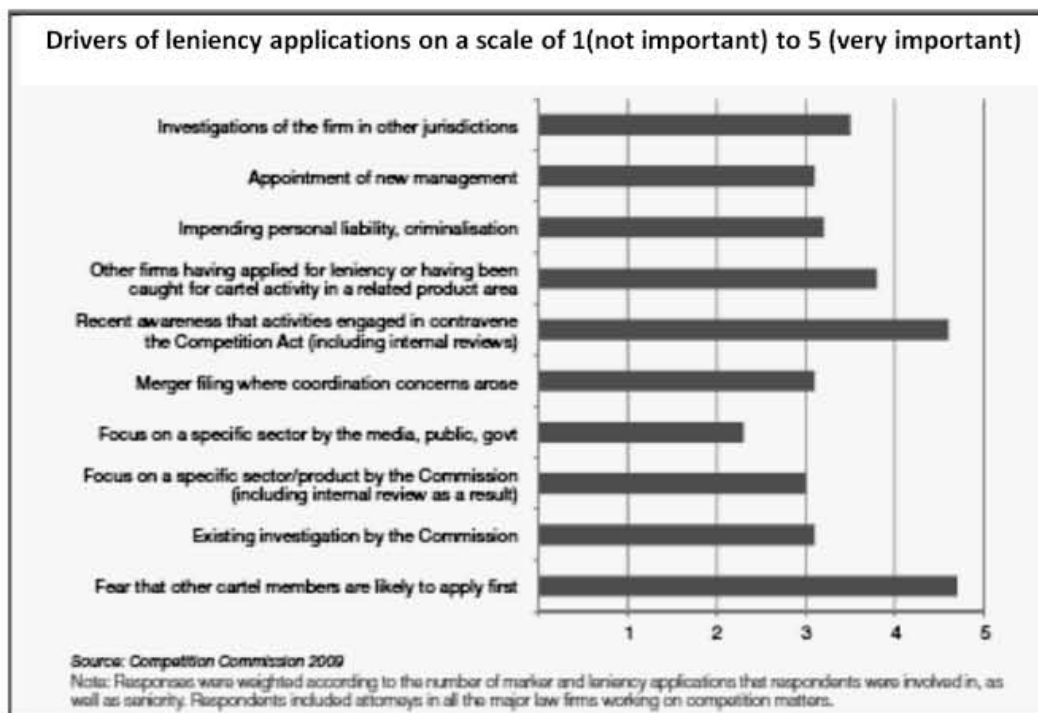 Drivers of leniency applications on a scale of 1(not important) to 5 (very important)
Investigations of the firm in other jurisdictions
Appointment of new management
Impending personal liability, criminalisation
Other firms having applied for leniency or having been
caught for cartel activity in a related product area
Recent awareness that activities engaged in contravene
the Competition Act (including internal reviews)
Merger filing where coordination concerns arose
Focus on a specific sector by the media, public, govt
Focus on a specific sector/product by the Commission
(including internal review as a result)
Existing investigation by the Commission
Fear that other cartel members are likely to apply first
1 2 3 4 5
Source: Competition Commission 2009
Note: Responses were weighted according to the number of marker and leniency applications that respondents were involved in, as
well as seniority. Respondents included attorneys in all the major law firms working on competition matters.